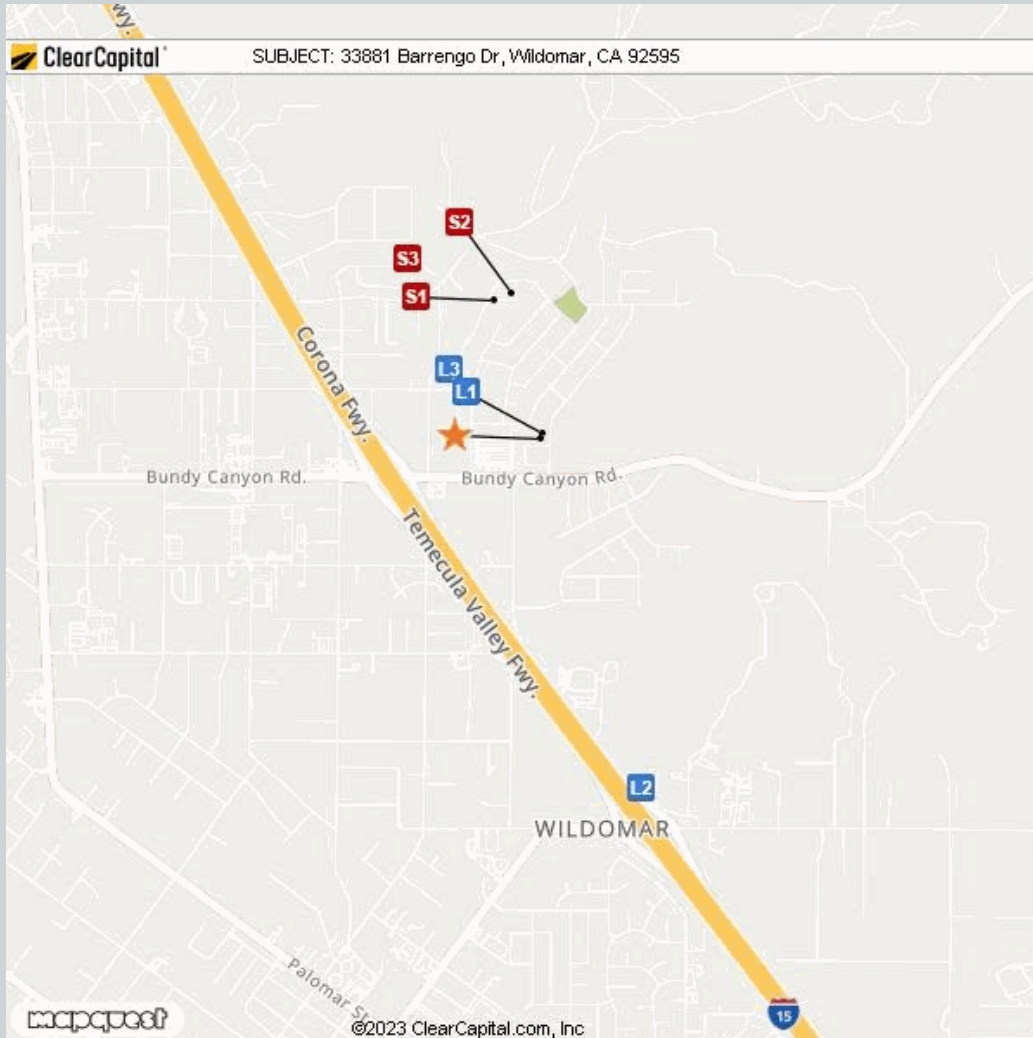 wy.
ClearCapital® SUBJECT: 33881 Barrengo Dr, Wildomar, CA 92595
S2
S3
S1
L3
L1
Corona Fwy.
Bundy Canyon Rd.
Bundy Canyon Rd.
Temecula Valley Fwy.
L2
WILDOMAR
Palomar St.
15
mapquest
©2023 ClearCapital.com, Inc